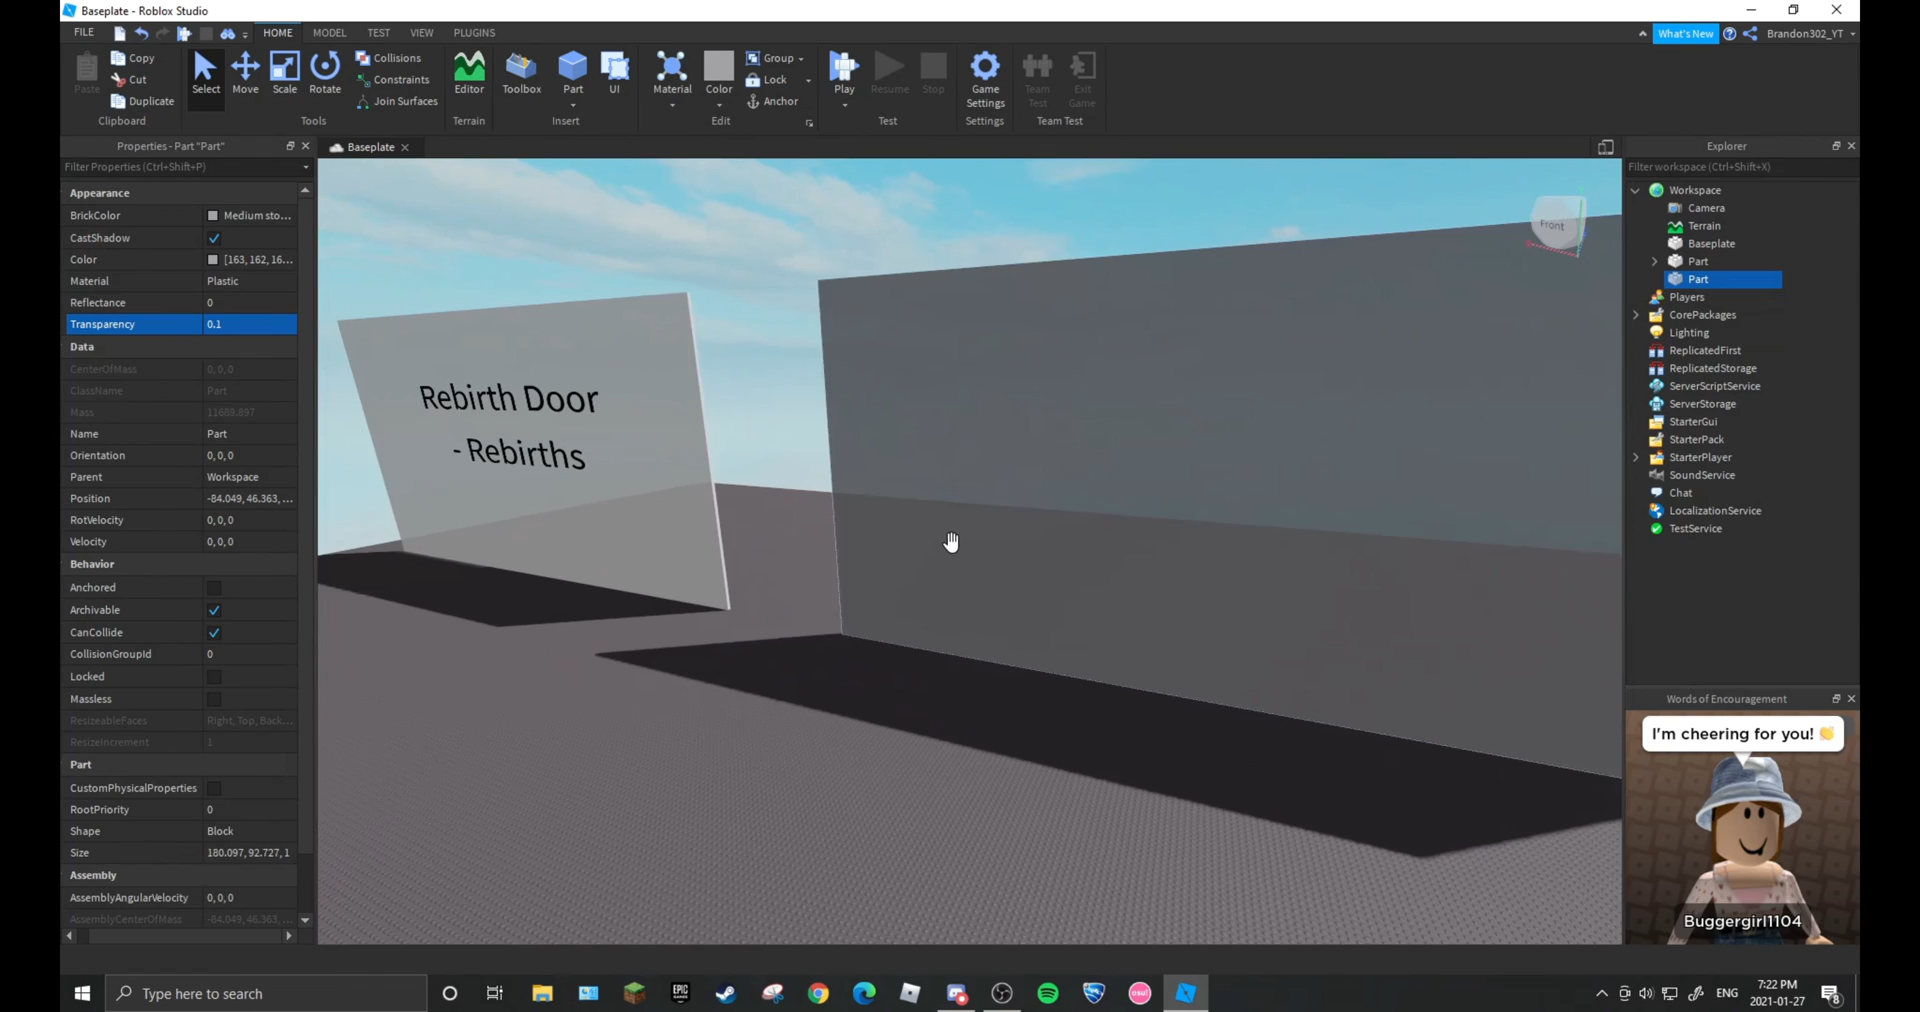 Baseplate - Roblox Studio
FILE HOME MODEL TEST VIEW PLUGINS
What's New
Brandon302_YT
Paste
Copy
Cut
Duplicate
Clipboard
Select
Move
Scale
Rotate
Collisions
Constraints
Join Surfaces
Tools
Editor
Terrain
Toolbox
Part
UI
Insert
Material
Color
Group
Lock
Anchor
Edit
Play
Resume
Stop
Test
Game Settings
Settings
Team Test
Exit Game
Team Test
Properties - Part "Part"
Filter Properties (Ctrl+Shift+P)
Appearance
BrickColor Medium sto...
CastShadow
Color [163, 162, 16...
Material Plastic
Reflectance 0
Transparency 0.1
Data
CenterOfMass 0, 0, 0
ClassName Part
Mass 11689.897
Name Part
Orientation 0, 0, 0
Parent Workspace
Position -84.049, 46.363, ...
RotVelocity 0, 0, 0
Velocity 0, 0, 0
Behavior
Anchored
Archivable
CanCollide
CollisionGroupId 0
Locked
Massless
ResizeableFaces Right, Top, Back...
ResizeIncrement 1
Part
CustomPhysicalProperties
RootPriority 0
Shape Block
Size 180.097, 92.727, 1
Assembly
AssemblyAngularVelocity 0, 0, 0
AssemblyCenterOfMass -84.049, 46.363, ...
Baseplate
Rebirth Door
- Rebirths
Front
Explorer
Filter workspace (Ctrl+Shift+X)
Workspace
Camera
Terrain
Baseplate
Part
Part
Players
CorePackages
Lighting
ReplicatedFirst
ReplicatedStorage
ServerScriptService
ServerStorage
StarterGui
StarterPack
StarterPlayer
SoundService
Chat
LocalizationService
TestService
Words of Encouragement
I'm cheering for you! 👏
Buggergirl1104
Type here to search
EPIC GAMES
osu!
ENG
7:22 PM
2021-01-27
8